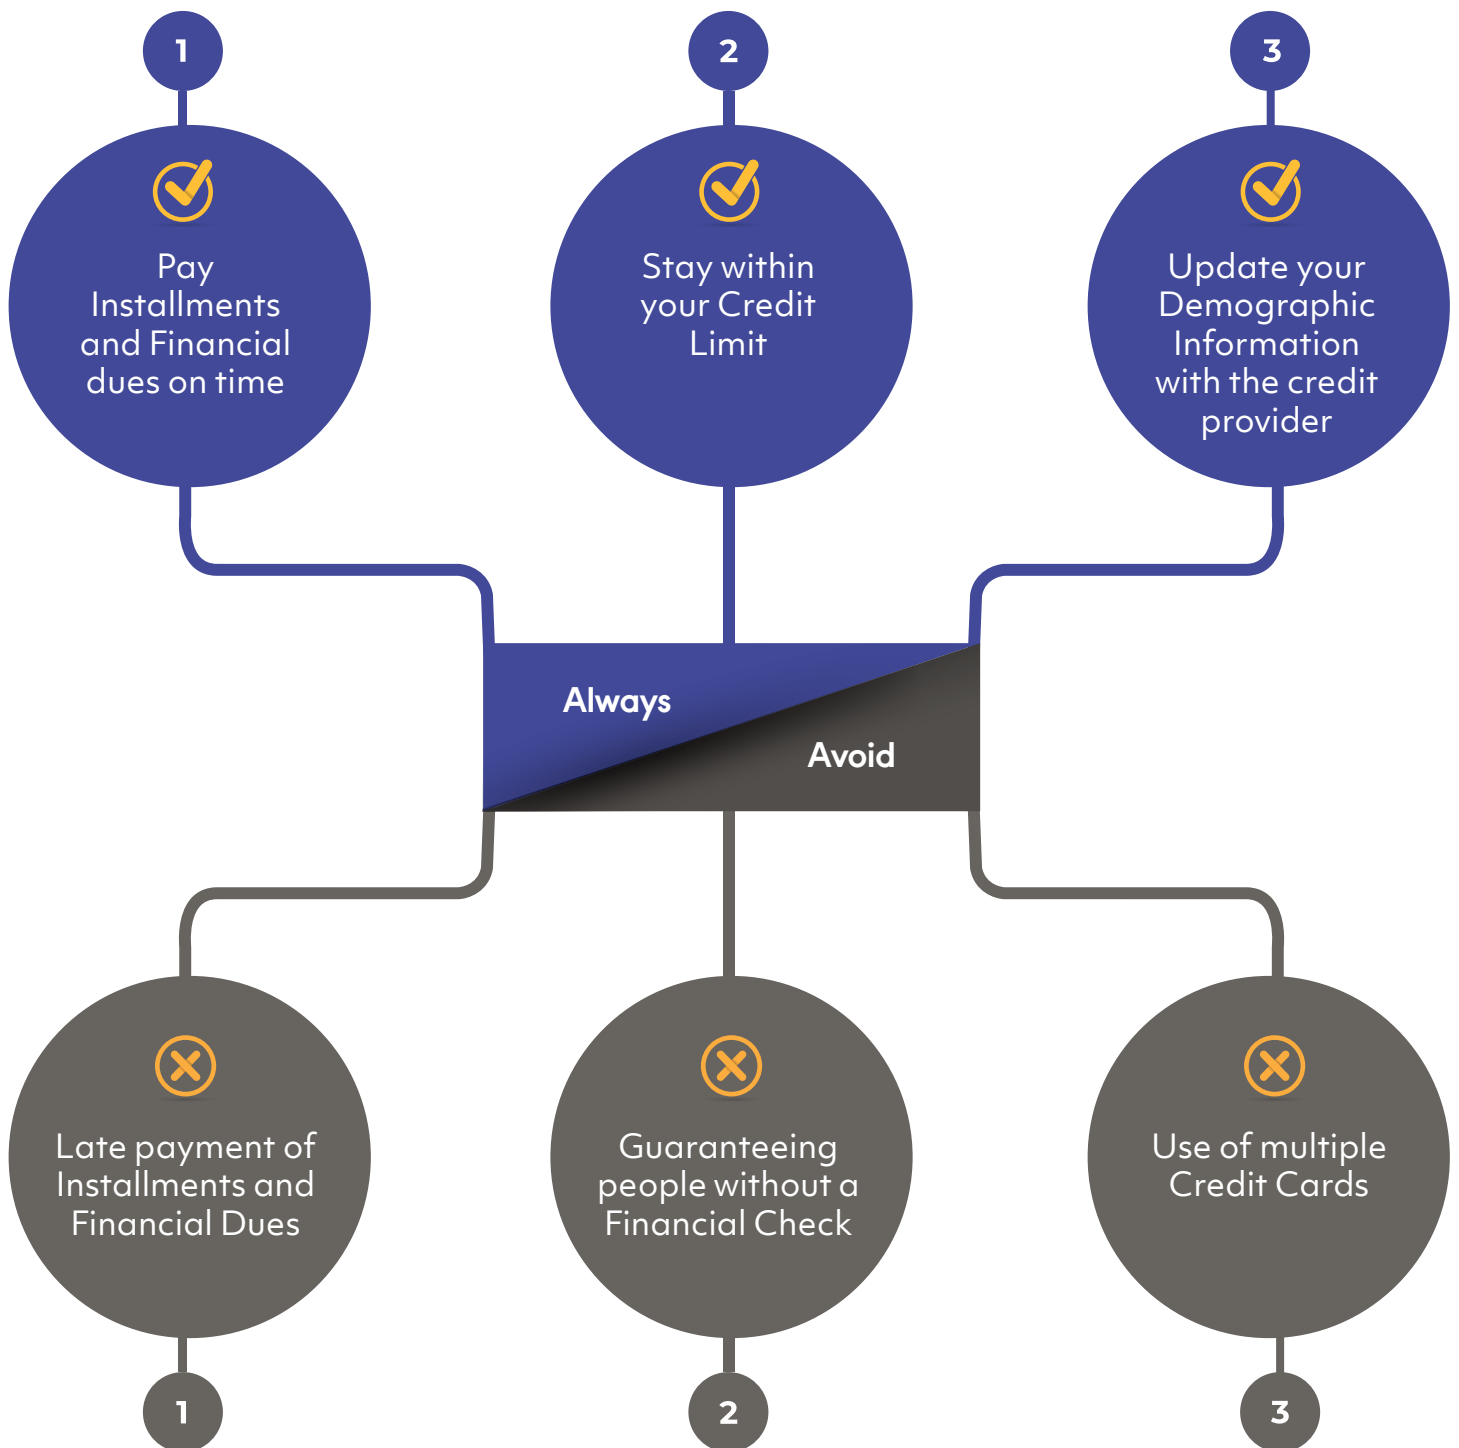 1
2
3
Pay
Installments
and Financial
dues on time
Stay within
your Credit
Limit
Update your
Demographic
Information
with the credit
provider
Always
Avoid
Late payment of
Installments and
Financial Dues
Guaranteeing
people without a
Financial Check
Use of multiple
Credit Cards
1
2
3